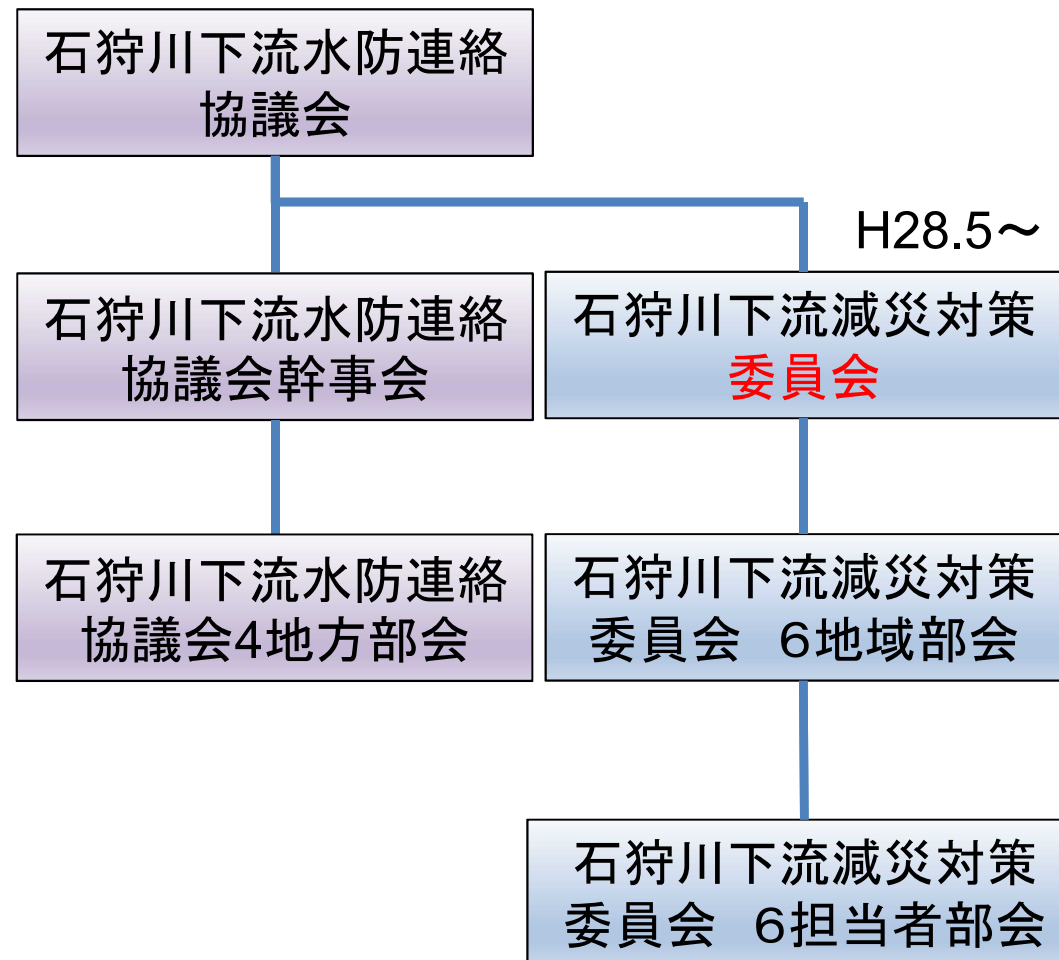 石狩川下流水防連絡
協議会
H28.5～
石狩川下流水防連絡
協議会幹事会
石狩川下流減災対策
委員会
石狩川下流水防連絡
協議会4地方部会
石狩川下流減災対策
委員会　６地域部会
石狩川下流減災対策
委員会　６担当者部会